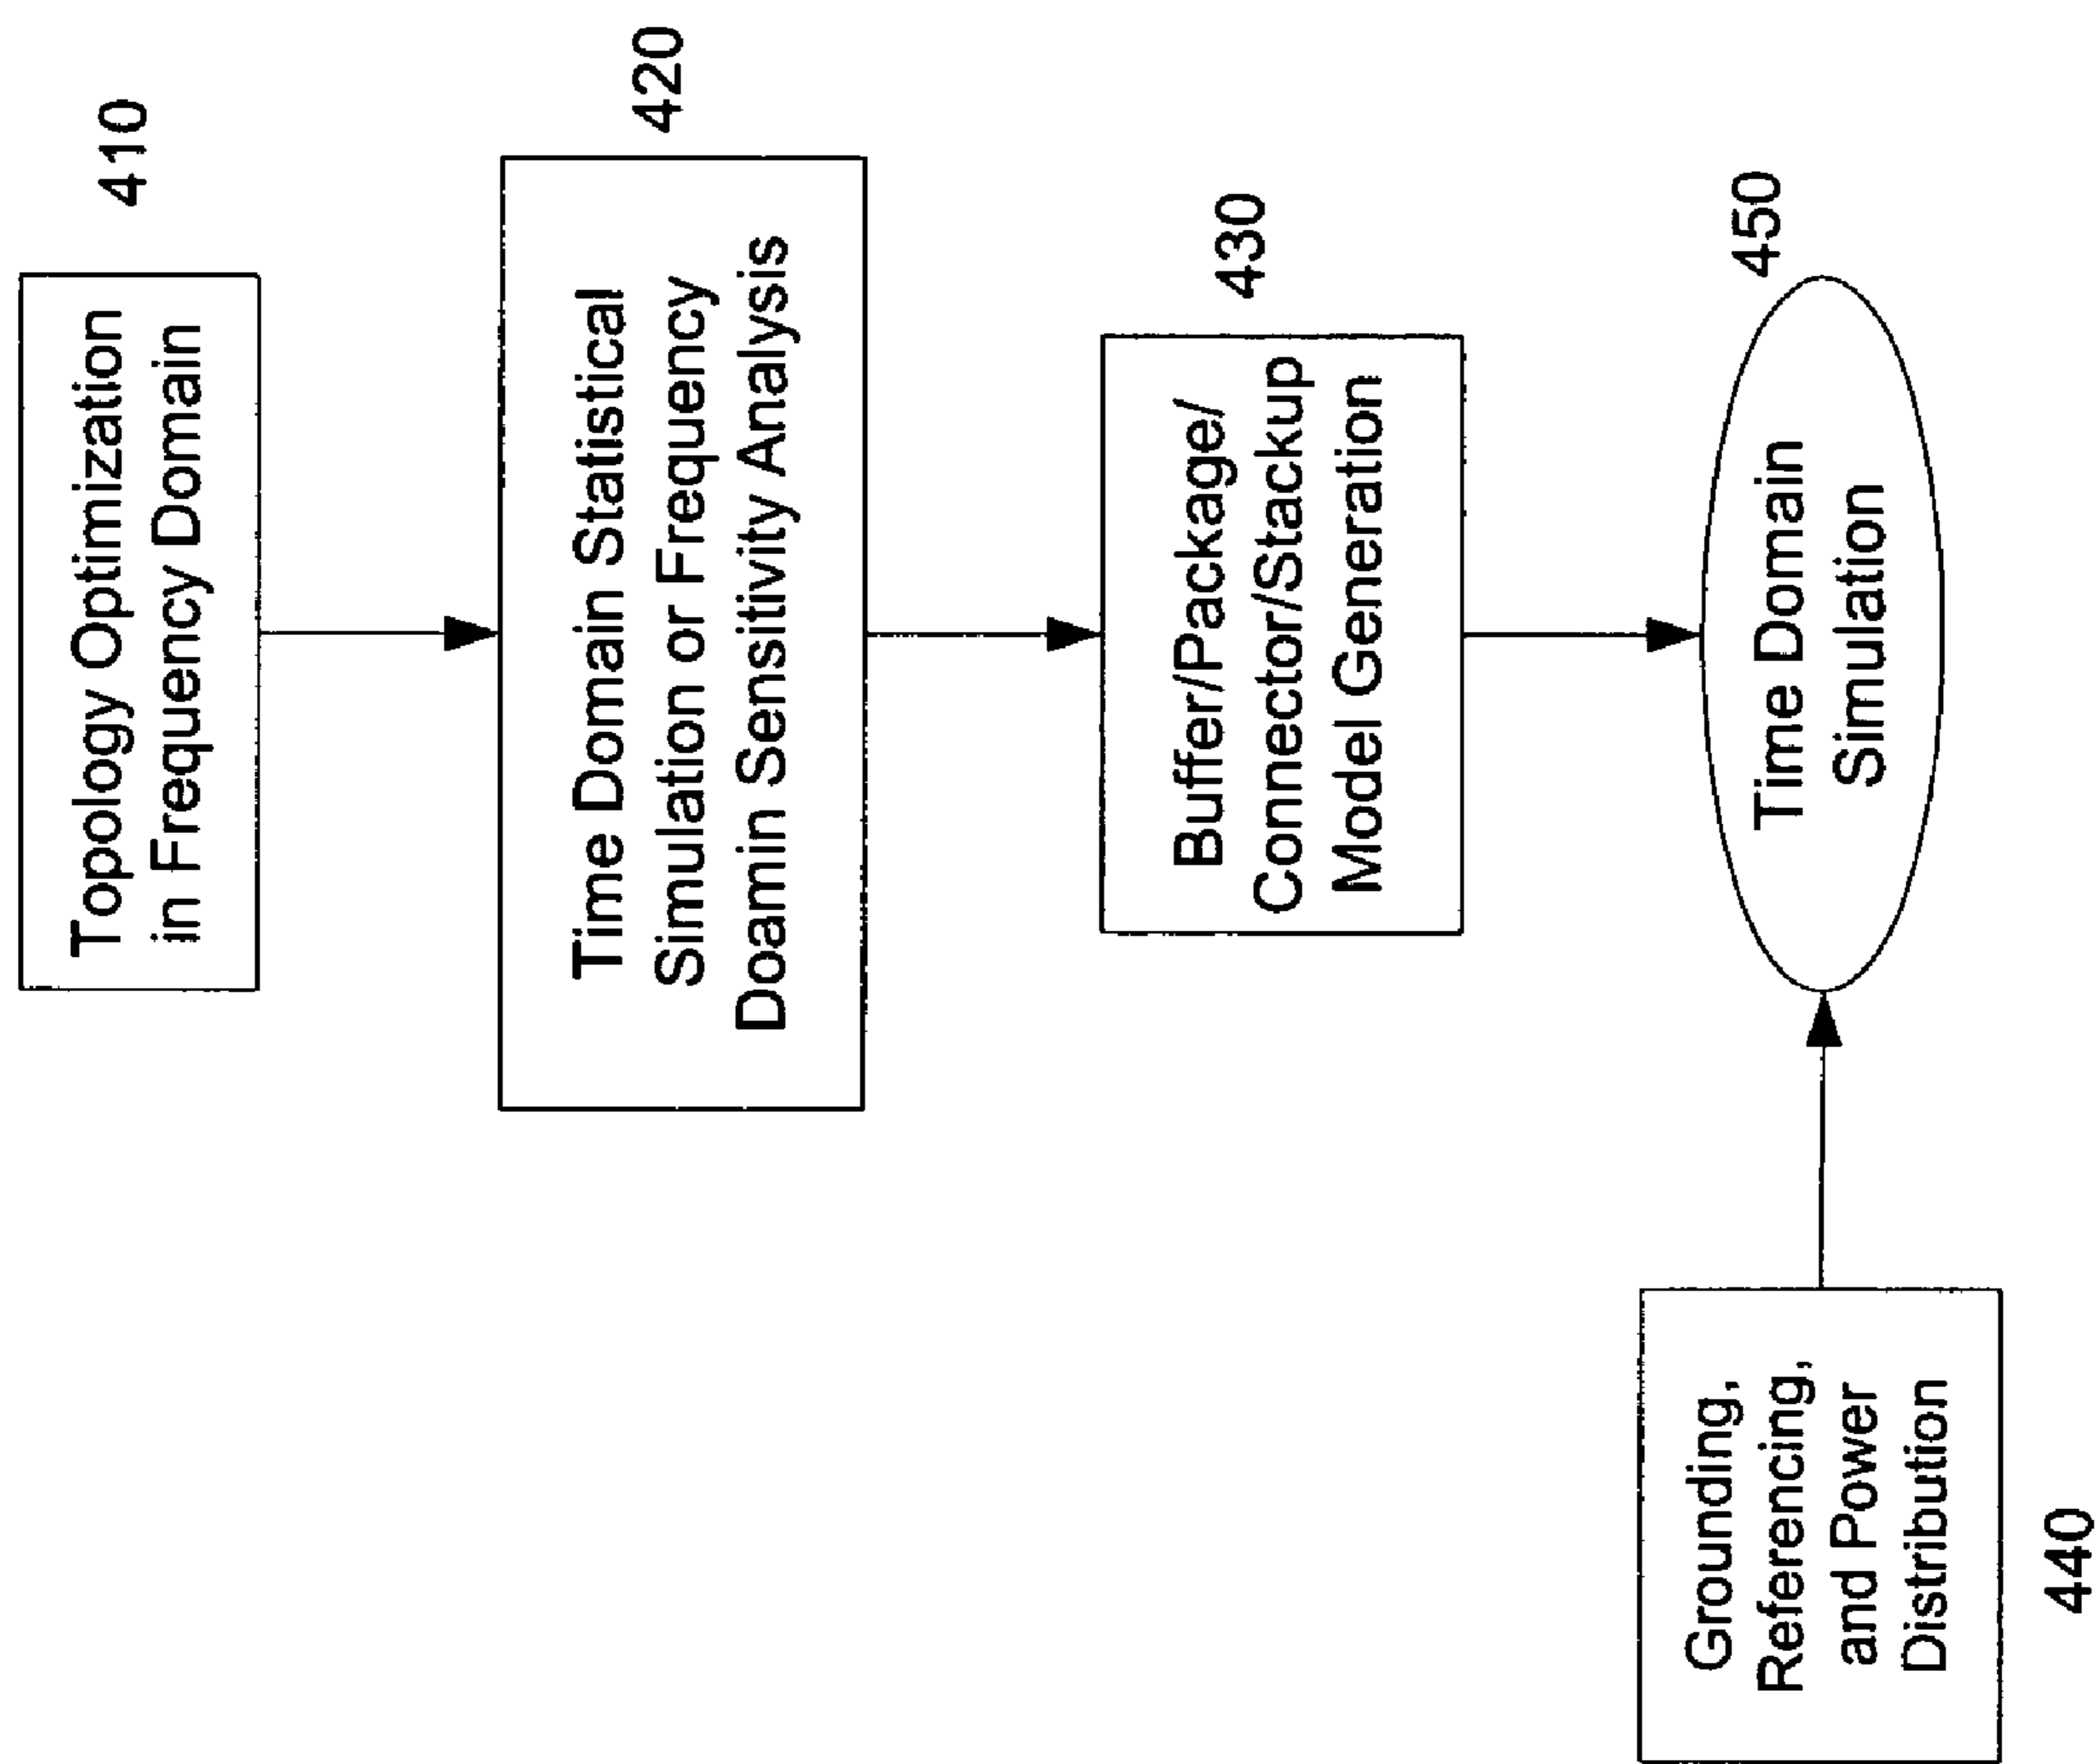 410
Topology Optimization
in Frequency Domain
420
Time Domain Statistical
Simulation or Frequency
Doamin Sensitivity Analysis
430
Buffer/Package/
Connector/Stackup
Model Generation
450
Time Domain
Simulation
Grounding,
Referencing,
and Power
Distribution
440